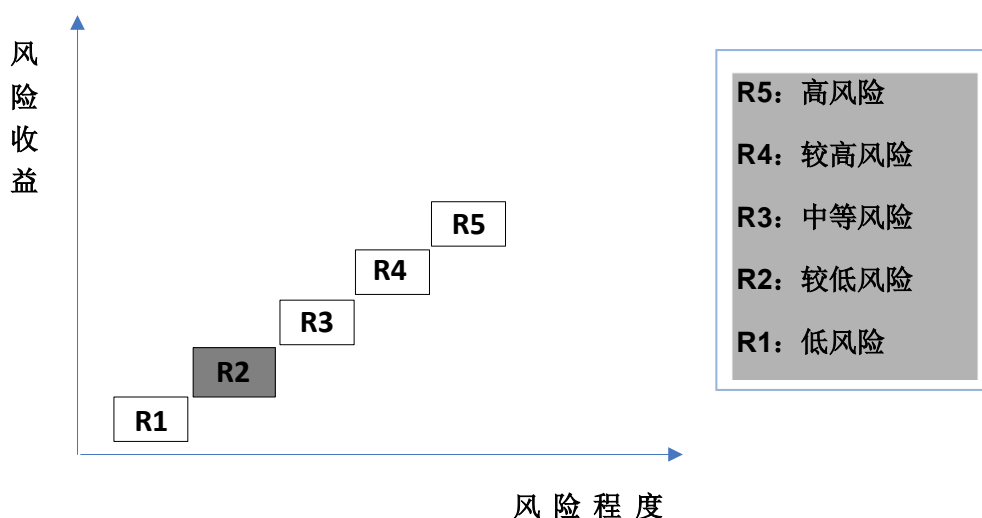 风险收益
R5：高风险
R4：较高风险
R3：中等风险
R2：较低风险
R1：低风险
R5
R4
R3
R2
R1
风险程度